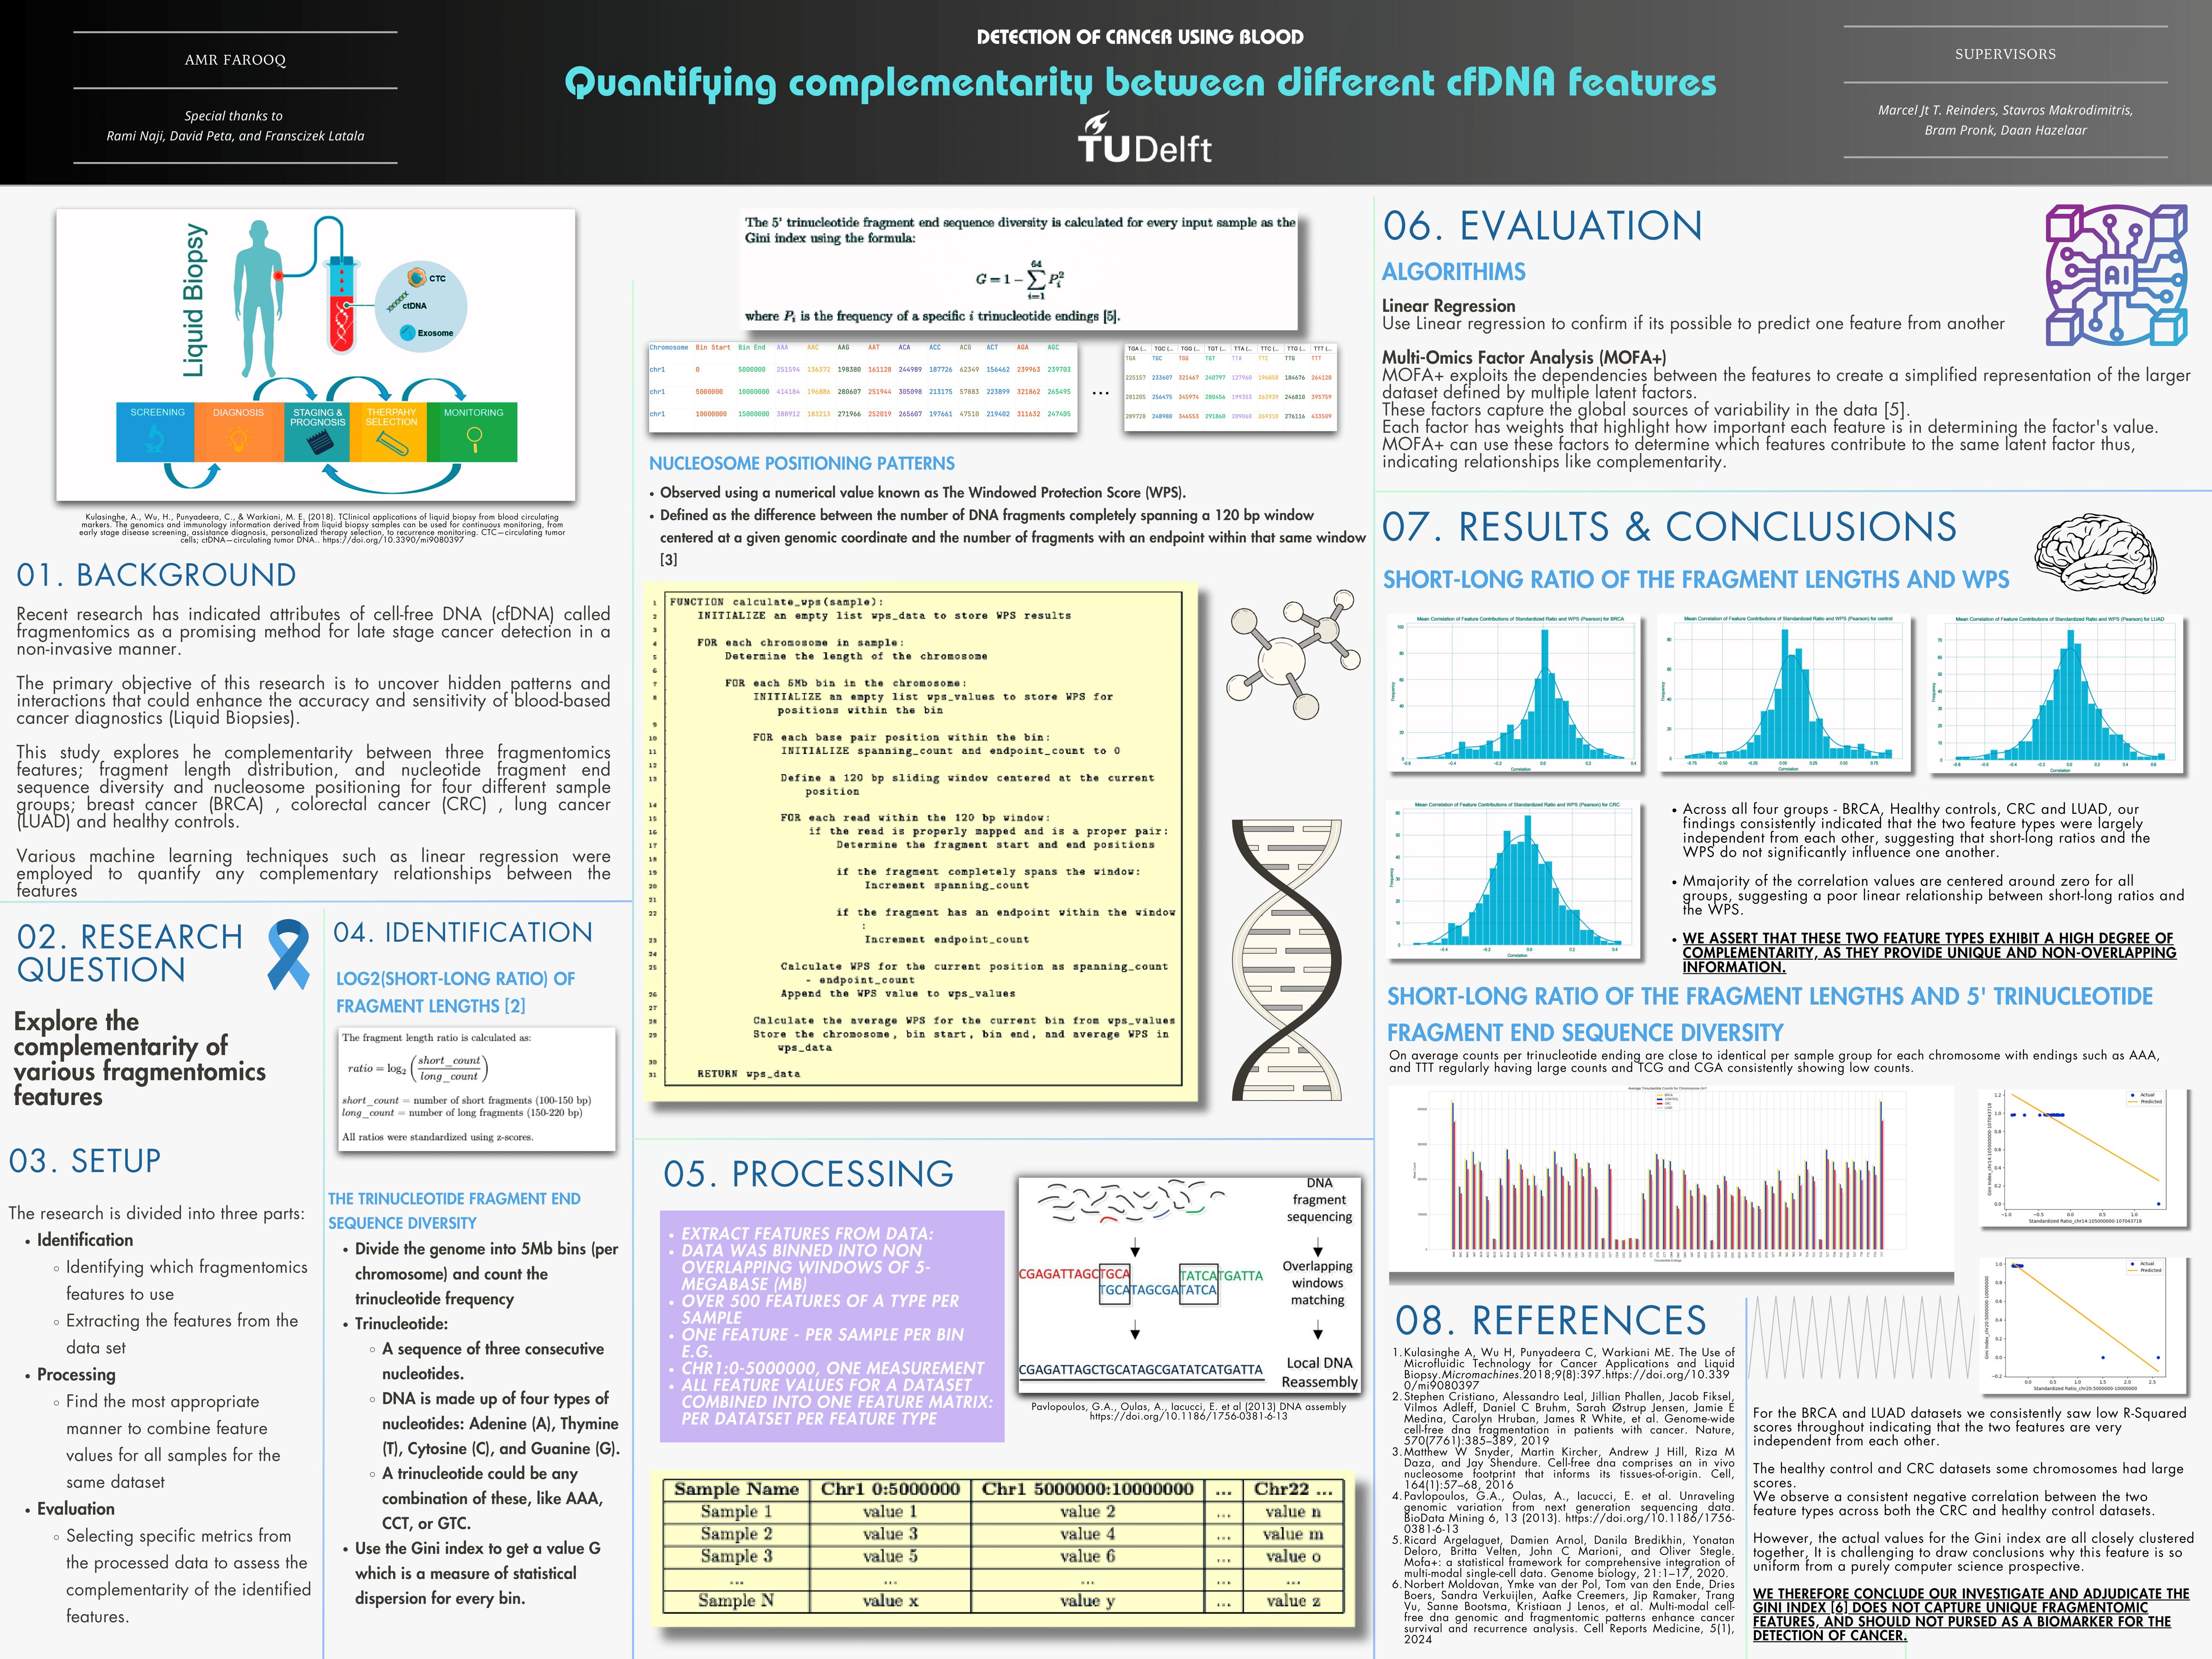 AMR FAROOQ
Special thanks to
Rami Naji, David Peta, and Franscizek Latala
DETECTION OF CANCER USING BLOOD
Quantifying complementarity between different cfDNA features
TUDelft
SUPERVISORS
Marcel Jt T. Reinders, Stavros Makrodimitris,
Bram Pronk, Daan Hazelaar
Liquid Biopsy
CTC
ctDNA
Exosome
SCREENING
DIAGNOSIS
STAGING &
PROGNOSIS
THERPAHY
SELECTION
MONITORING
Kulasinghe, A., Wu, H., Punyadeera, C., & Warkiani, M. E. (2018). TClinical applications of liquid biopsy from blood circulating
markers. The genomics and immunology information derived from liquid biopsy samples can be used for continuous monitoring, from
early stage disease screening, assistance diagnosis, personalized therapy selection, to recurrence monitoring. CTC—circulating tumor
cells; ctDNA—circulating tumor DNA.. https://doi.org/10.3390/mi9080397
01. BACKGROUND
Recent research has indicated attributes of cell-free DNA (cfDNA) called
fragmentomics as a promising method for late stage cancer detection in a
non-invasive manner.
The primary objective of this research is to uncover hidden patterns and
interactions that could enhance the accuracy and sensitivity of blood-based
cancer diagnostics (Liquid Biopsies).
This study explores he complementarity between three fragmentomics
features; fragment length distribution, and nucleotide fragment end
sequence diversity and nucleosome positioning for four different sample
groups; breast cancer (BRCA) , colorectal cancer (CRC) , lung cancer
(LUAD) and healthy controls.
Various machine learning techniques such as linear regression were
employed to quantify any complementary relationships between the
features
02. RESEARCH
QUESTION
Explore the
complementarity of
various fragmentomics
features
03. SETUP
The research is divided into three parts:
• Identification
◦ Identifying which fragmentomics
features to use
◦ Extracting the features from the
data set
• Processing
◦ Find the most appropriate
manner to combine feature
values for all samples for the
same dataset
• Evaluation
◦ Selecting specific metrics from
the processed data to assess the
complementarity of the identified
features.
04. IDENTIFICATION
LOG2(SHORT-LONG RATIO) OF
FRAGMENT LENGTHS [2]
The fragment length ratio is calculated as:
ratio = log2 (short_count / long_count)
short_count = number of short fragments (100-150 bp)
long_count = number of long fragments (150-220 bp)
All ratios were standardized using z-scores.
THE TRINUCLEOTIDE FRAGMENT END
SEQUENCE DIVERSITY
• Divide the genome into 5Mb bins (per
chromosome) and count the
trinucleotide frequency
• Trinucleotide:
◦ A sequence of three consecutive
nucleotides.
◦ DNA is made up of four types of
nucleotides: Adenine (A), Thymine
(T), Cytosine (C), and Guanine (G).
◦ A trinucleotide could be any
combination of these, like AAA,
CCT, or GTC.
• Use the Gini index to get a value G
which is a measure of statistical
dispersion for every bin.
The 5' trinucleotide fragment end sequence diversity is calculated for every input sample as the
Gini index using the formula:
G = 1 − ∑ i=1 64 P_i^2
where P_i is the frequency of a specific i trinucleotide endings [5].
Chromosome Bin Start Bin End AAA AAC AAG AAT ACA ACC ACG ACT AGA AGC
chr1 0 5000000 251594 136372 198380 161128 244989 187726 62349 156462 239963 239703
chr1 5000000 10000000 414184 196886 280607 251944 305098 213175 57883 223899 321862 265495
chr1 10000000 15000000 388912 183213 271966 252019 265607 197661 47510 219402 311632 247405
...
TGA (... TGC (... TGG (... TGT (... TTA (... TTC (... TTG (... TTT (...
TGA TGC TGG TGT TTA TTC TTG TTT
225157 233607 321467 240797 127960 196058 184676 264120
281205 256475 345974 280456 199353 263939 246810 395759
289720 248980 346553 291860 209060 269330 276116 433509
NUCLEOSOME POSITIONING PATTERNS
• Observed using a numerical value known as The Windowed Protection Score (WPS).
• Defined as the difference between the number of DNA fragments completely spanning a 120 bp window
centered at a given genomic coordinate and the number of fragments with an endpoint within that same window
[3]
1 FUNCTION calculate_wps(sample):
2 INITIALIZE an empty list wps_data to store WPS results
3
4 FOR each chromosome in sample:
5 Determine the length of the chromosome
6
7 FOR each 5Mb bin in the chromosome:
8 INITIALIZE an empty list wps_values to store WPS for
positions within the bin
9
10 FOR each base pair position within the bin:
11 INITIALIZE spanning_count and endpoint_count to 0
12
13 Define a 120 bp sliding window centered at the current
position
14
15 FOR each read within the 120 bp window:
16 if the read is properly mapped and is a proper pair:
17 Determine the fragment start and end positions
18
19 if the fragment completely spans the window:
20 Increment spanning_count
21
22 if the fragment has an endpoint within the window
:
23 Increment endpoint_count
24
25 Calculate WPS for the current position as spanning_count
- endpoint_count
26 Append the WPS value to wps_values
27
28 Calculate the average WPS for the current bin from wps_values
29 Store the chromosome, bin start, bin end, and average WPS in
wps_data
30
31 RETURN wps_data
05. PROCESSING
• EXTRACT FEATURES FROM DATA:
• DATA WAS BINNED INTO NON
OVERLAPPING WINDOWS OF 5-
MEGABASE (MB)
• OVER 500 FEATURES OF A TYPE PER
SAMPLE
• ONE FEATURE - PER SAMPLE PER BIN
E.G.
• CHR1:0-5000000, ONE MEASUREMENT
• ALL FEATURE VALUES FOR A DATASET
COMBINED INTO ONE FEATURE MATRIX:
PER DATATSET PER FEATURE TYPE
DNA
fragment
sequencing
CGAGATTAGCTGCA
TATCATGATTA
TGCATAGCGATATCA
Overlapping
windows
matching
CGAGATTAGCTGCATAGCGATATCATGATTA
Local DNA
Reassembly
Pavlopoulos, G.A., Oulas, A., Iacucci, E. et al (2013) DNA assembly
https://doi.org/10.1186/1756-0381-6-13
Sample Name Chr1 0:5000000 Chr1 5000000:10000000 ... Chr22 ...
Sample 1 value 1 value 2 ... value n
Sample 2 value 3 value 4 ... value m
Sample 3 value 5 value 6 ... value o
... ... ... ... ...
Sample N value x value y ... value z
06. EVALUATION
AI
ALGORITHIMS
Linear Regression
Use Linear regression to confirm if its possible to predict one feature from another
Multi-Omics Factor Analysis (MOFA+)
MOFA+ exploits the dependencies between the features to create a simplified representation of the larger
dataset defined by multiple latent factors.
These factors capture the global sources of variability in the data [5].
Each factor has weights that highlight how important each feature is in determining the factor's value.
MOFA+ can use these factors to determine which features contribute to the same latent factor thus,
indicating relationships like complementarity.
07. RESULTS & CONCLUSIONS
SHORT-LONG RATIO OF THE FRAGMENT LENGTHS AND WPS
Mean Correlation of Feature Contributions of Standardized Ratio and WPS (Pearson) for BRCA
Frequency
Correlation
Mean Correlation of Feature Contributions of Standardized Ratio and WPS (Pearson) for control
Frequency
Correlation
Mean Correlation of Feature Contributions of Standardized Ratio and WPS (Pearson) for LUAD
Frequency
Correlation
Mean Correlation of Feature Contributions of Standardized Ratio and WPS (Pearson) for CRC
Frequency
Correlation
• Across all four groups - BRCA, Healthy controls, CRC and LUAD, our
findings consistently indicated that the two feature types were largely
independent from each other, suggesting that short-long ratios and the
WPS do not significantly influence one another.
• Mmajority of the correlation values are centered around zero for all
groups, suggesting a poor linear relationship between short-long ratios and
the WPS.
• WE ASSERT THAT THESE TWO FEATURE TYPES EXHIBIT A HIGH DEGREE OF
COMPLEMENTARITY, AS THEY PROVIDE UNIQUE AND NON-OVERLAPPING
INFORMATION.
SHORT-LONG RATIO OF THE FRAGMENT LENGTHS AND 5' TRINUCLEOTIDE
FRAGMENT END SEQUENCE DIVERSITY
On average counts per trinucleotide ending are close to identical per sample group for each chromosome with endings such as AAA,
and TTT regularly having large counts and TCG and CGA consistently showing low counts.
Average Trinucleotide Counts for Chromosome chr1
BRCA
CONTROL
CRC
LUAD
Actual
Predicted
Gini Index_chr14:105000000-107043718
Standardized Ratio_chr14:105000000-107043718
Actual
Predicted
Gini Index_chr20:5000000-10000000
Standardized Ratio_chr20:5000000-10000000
For the BRCA and LUAD datasets we consistently saw low R-Squared
scores throughout indicating that the two features are very
independent from each other.
The healthy control and CRC datasets some chromosomes had large
scores.
We observe a consistent negative correlation between the two
feature types across both the CRC and healthy control datasets.
However, the actual values for the Gini index are all closely clustered
together, It is challenging to draw conclusions why this feature is so
uniform from a purely computer science prospective.
WE THEREFORE CONCLUDE OUR INVESTIGATE AND ADJUDICATE THE
GINI INDEX [6] DOES NOT CAPTURE UNIQUE FRAGMENTOMIC
FEATURES, AND SHOULD NOT PURSED AS A BIOMARKER FOR THE
DETECTION OF CANCER.
08. REFERENCES
1. Kulasinghe A, Wu H, Punyadeera C, Warkiani ME. The Use of
Microfluidic Technology for Cancer Applications and Liquid
Biopsy.Micromachines.2018;9(8):397.https://doi.org/10.339
0/mi9080397
2. Stephen Cristiano, Alessandro Leal, Jillian Phallen, Jacob Fiksel,
Vilmos Adleff, Daniel C Bruhm, Sarah Østrup Jensen, Jamie E
Medina, Carolyn Hruban, James R White, et al. Genome-wide
cell-free dna fragmentation in patients with cancer. Nature,
570(7761):385–389, 2019
3. Matthew W Snyder, Martin Kircher, Andrew J Hill, Riza M
Daza, and Jay Shendure. Cell-free dna comprises an in vivo
nucleosome footprint that informs its tissues-of-origin. Cell,
164(1):57–68, 2016
4. Pavlopoulos, G.A., Oulas, A., Iacucci, E. et al. Unraveling
genomic variation from next generation sequencing data.
BioData Mining 6, 13 (2013). https://doi.org/10.1186/1756-
0381-6-13
5. Ricard Argelaguet, Damien Arnol, Danila Bredikhin, Yonatan
Deloro, Britta Velten, John C Marioni, and Oliver Stegle.
Mofa+: a statistical framework for comprehensive integration of
multi-modal single-cell data. Genome biology, 21:1–17, 2020.
6. Norbert Moldovan, Ymke van der Pol, Tom van den Ende, Dries
Boers, Sandra Verkuijlen, Aafke Creemers, Jip Ramaker, Trang
Vu, Sanne Bootsma, Kristiaan J Lenos, et al. Multi-modal cell-
free dna genomic and fragmentomic patterns enhance cancer
survival and recurrence analysis. Cell Reports Medicine, 5(1),
2024